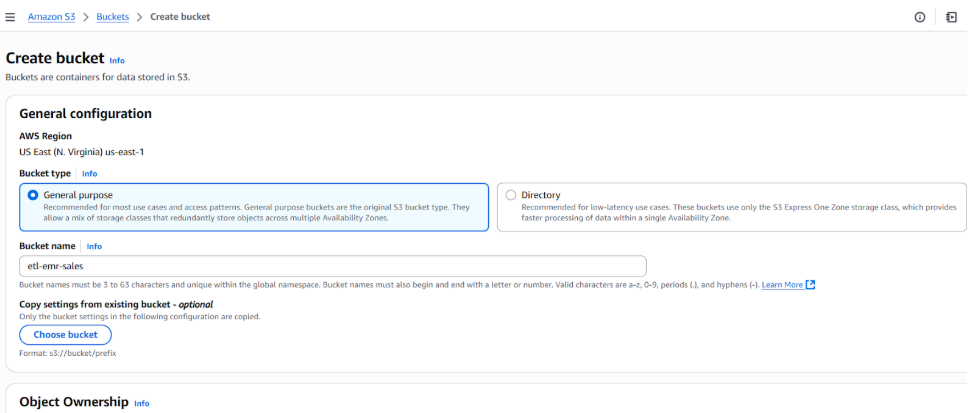 Amazon S3 > Buckets > Create bucket
Create bucket Info
Buckets are containers for data stored in S3.
General configuration
AWS Region
US East (N. Virginia) us-east-1
Bucket type Info
General purpose
Recommended for most use cases and access patterns. General purpose buckets are the original S3 bucket type. They
allow a mix of storage classes that redundantly store objects across multiple Availability Zones.
Directory
Recommended for low-latency use cases. These buckets use only the S3 Express One Zone storage class, which provides
faster processing of data within a single Availability Zone.
Bucket name Info
etl-emr-sales
Bucket names must be 3 to 63 characters and unique within the global namespace. Bucket names must also begin and end with a letter or number. Valid characters are a-z, 0-9, periods (.), and hyphens (-). Learn More
Copy settings from existing bucket - optional
Only the bucket settings in the following configuration are copied.
Choose bucket
Format: s3://bucket/prefix
Object Ownership Info